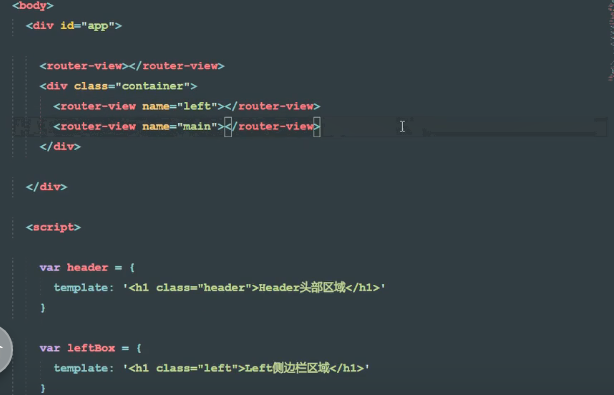 <body>
<div id="app">
<router-view></router-view>
<div class="container">
<router-view name="left"></router-view>
<router-view name="main"></router-view>
</div>
</div>
<script>
var header = {
template: '<h1 class="header">Header头部区域</h1>'
}
var leftBox = {
template: '<h1 class="left">Left侧边栏区域</h1>'
}